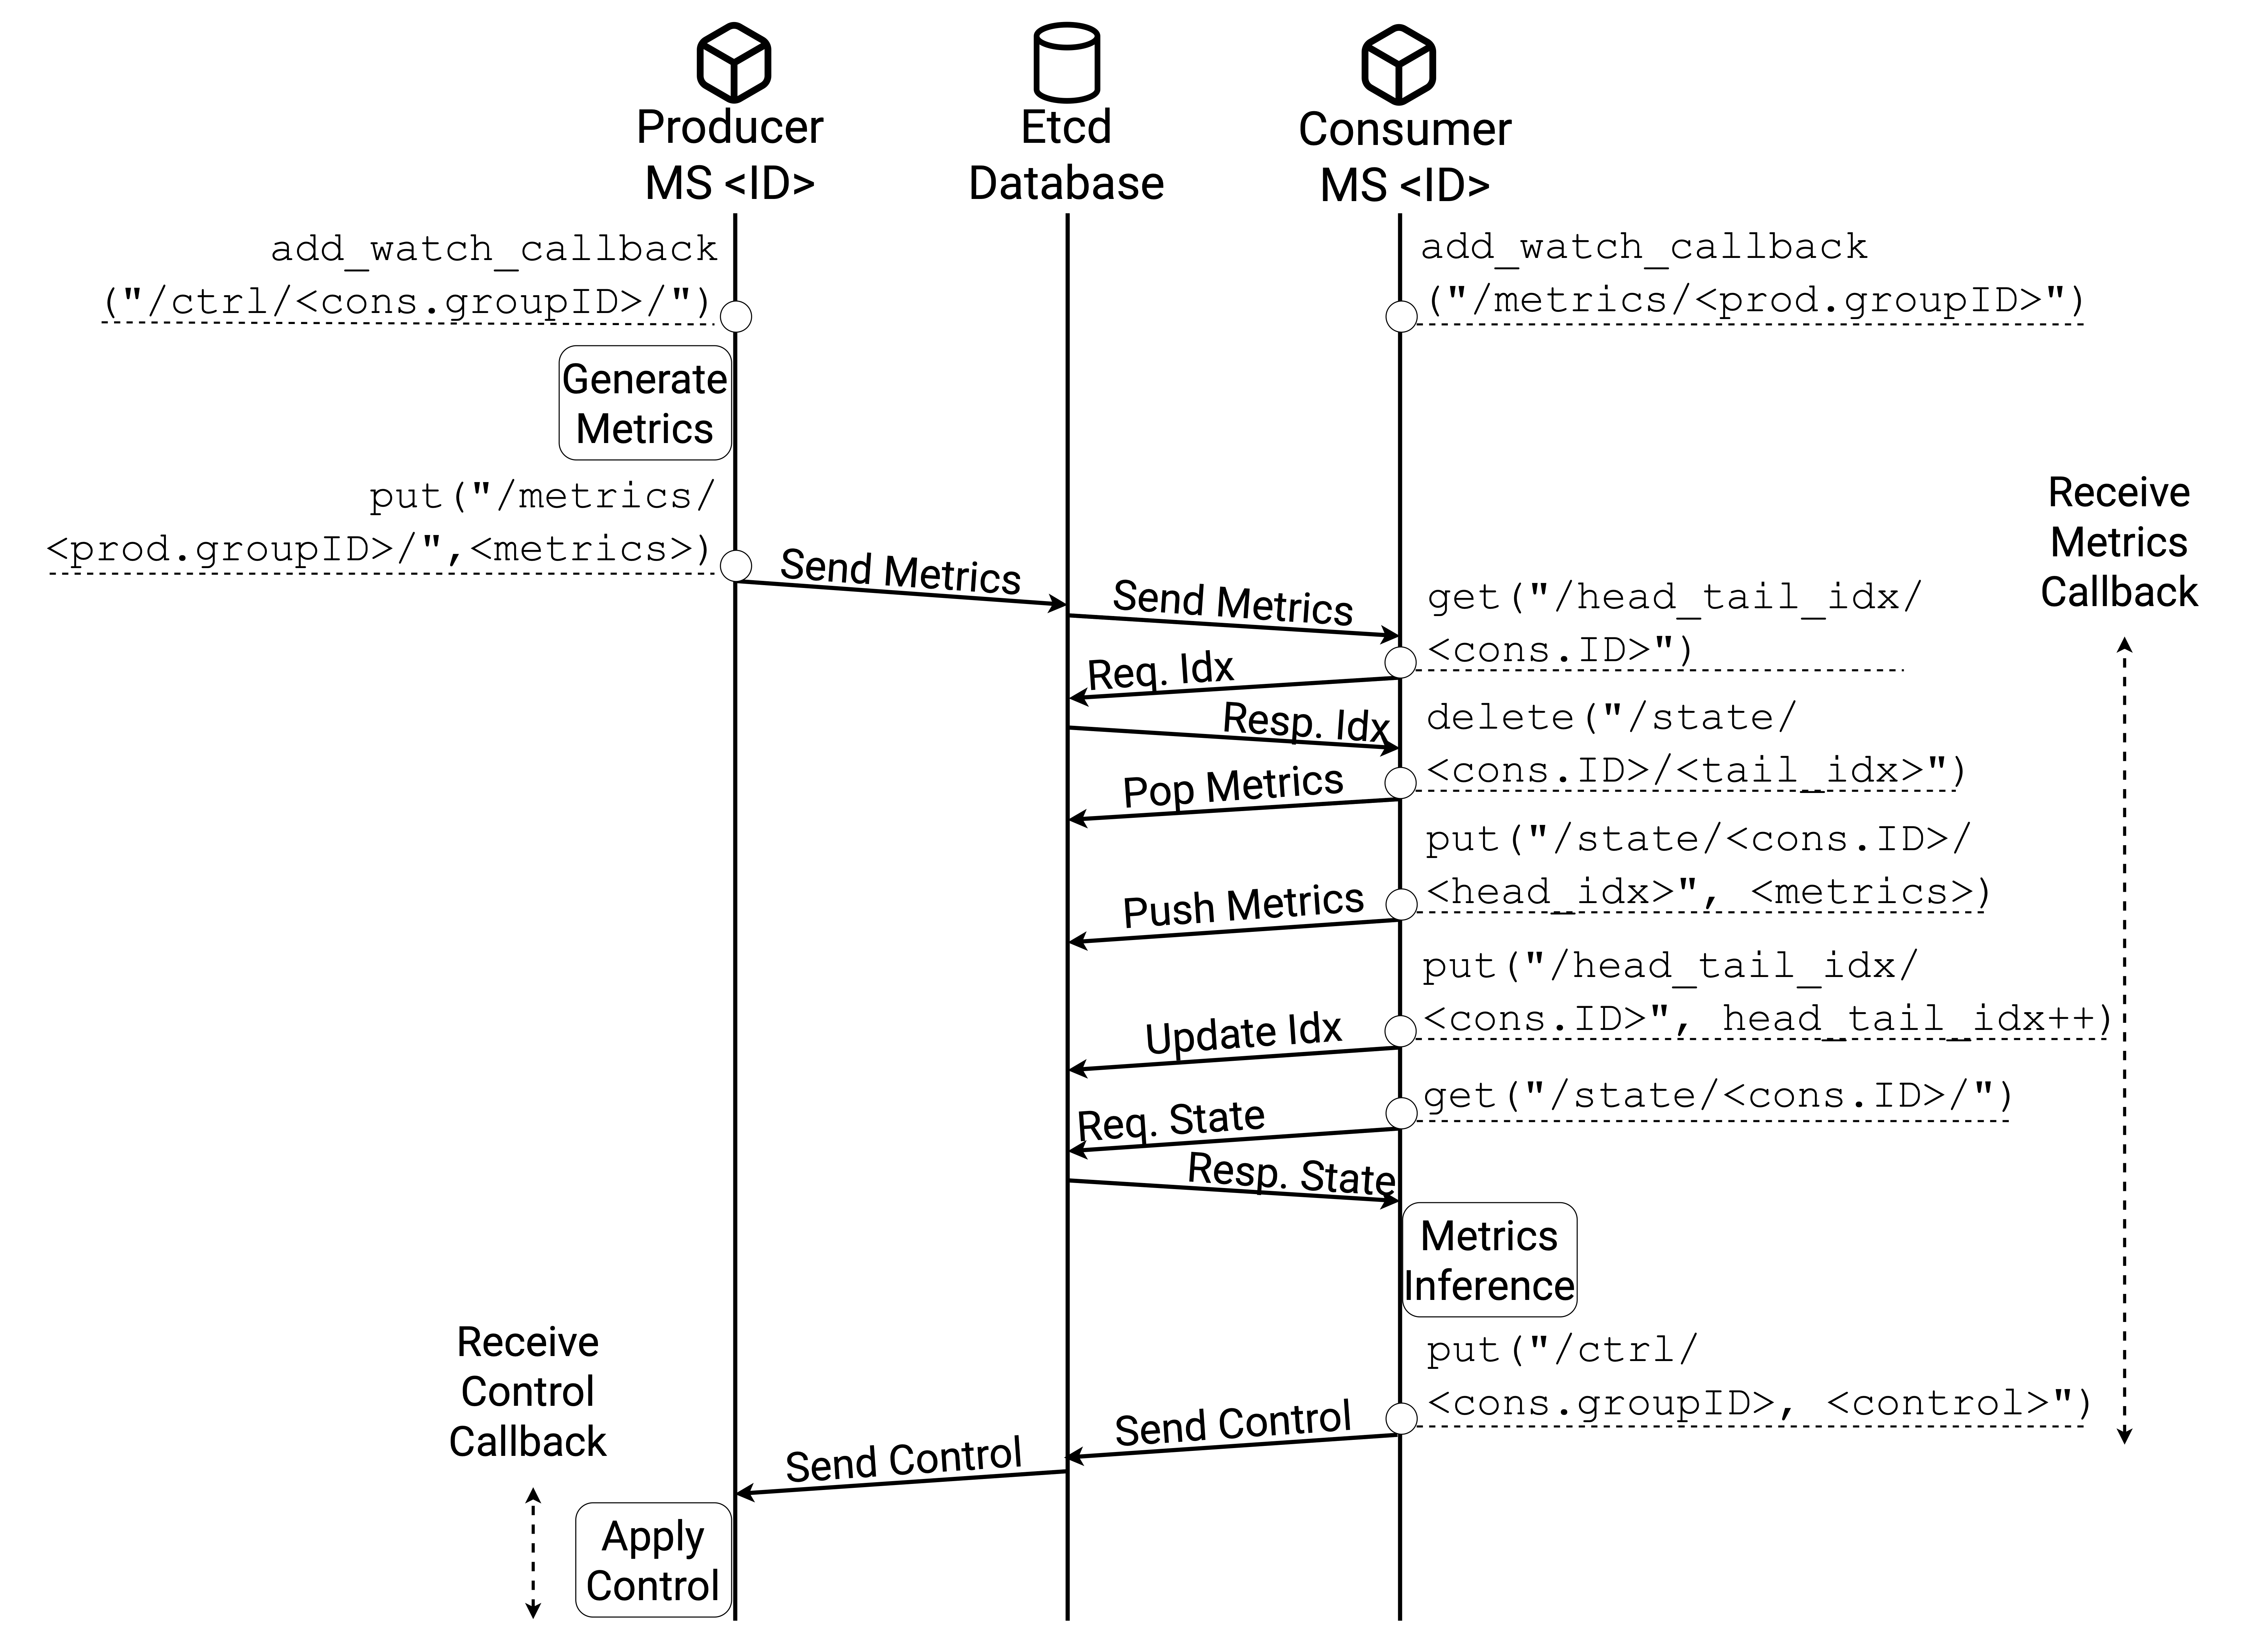 Producer
MS <ID>
Etcd
Database
Consumer
MS <ID>
add_watch_callback
("/ctrl/<cons.groupID>/")
add_watch_callback
("/metrics/<prod.groupID>")
Generate
Metrics
put("/metrics/
<prod.groupID>/",<metrics>)
Receive
Metrics
Callback
Send Metrics
Send Metrics
get("/head_tail_idx/
<cons.ID>")
Req. Idx
Resp. Idx
delete("/state/
<cons.ID>/<tail_idx>")
Pop Metrics
put("/state/<cons.ID>/
<head_idx>", <metrics>)
Push Metrics
put("/head_tail_idx/
<cons.ID>", head_tail_idx++)
Update Idx
get("/state/<cons.ID>/")
Req. State
Resp. State
Metrics
Inference
Receive
Control
Callback
put("/ctrl/
<cons.groupID>, <control>")
Send Control
Send Control
Apply
Control